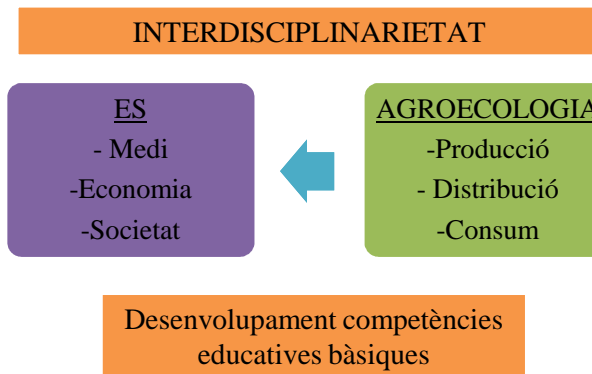 INTERDISCIPLINARIETAT
ES
- Medi
-Economia
-Societat
AGROECOLOGIA
-Producció
- Distribució
-Consum
Desenvolupament competències
educatives bàsiques